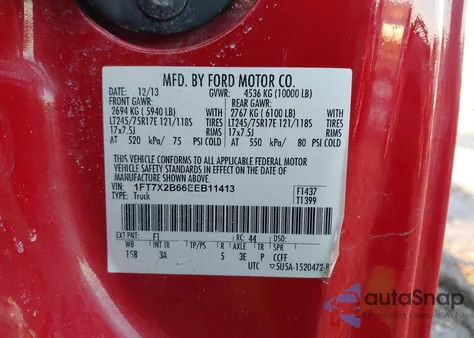 MFD. BY FORD MOTOR CO.
DATE: 12/13 GVWR: 4536 KG (10000 LB)
FRONT GAWR: REAR GAWR:
2694 KG ( 5940 LB) WITH 2767 KG ( 6100 LB) WITH
LT245/75R17E 121/118S TIRES LT245/75R17E 121/118S TIRES
17x7.5J RIMS 17x7.5J RIMS
AT 520 kPa/ 75 PSI COLD AT 550 kPa/ 80 PSI COLD
THIS VEHICLE CONFORMS TO ALL APPLICABLE FEDERAL MOTOR
VEHICLE SAFETY STANDARDS IN EFFECT ON THE DATE OF
MANUFACTURE SHOWN ABOVE.
VIN: 1FT7X2B66EEB11413 F1437
TYPE: Truck T1399
EXT PNT: F1 RC: 44 DSO:
WB INT TR TP/PS R AXLE TR SPR
158 3A 5 3E P CCFF
UTC 5U5A-1520472-
autoSnap